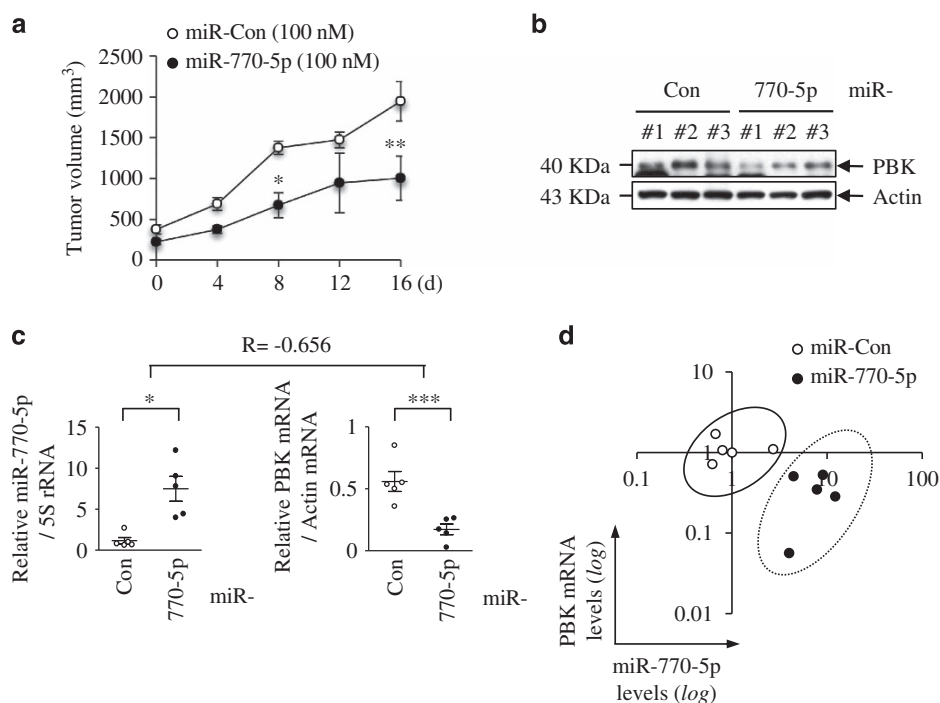 a
miR-Con (100 nM)
miR-770-5p (100 nM)
Tumor volume (mm³)
2500
2000
1500
1000
500
0
*
**
0 4 8 12 16 (d)
b
Con 770-5p miR-
#1 #2 #3 #1 #2 #3
40 KDa PBK
43 KDa Actin
c
R= -0.656
Relative miR-770-5p
/ 5S rRNA
*
15
10
5
0
Con 770-5p miR-
Relative PBK mRNA
/ Actin mRNA
***
1
0.5
0
Con 770-5p miR-
d
miR-Con
miR-770-5p
10
0.1 1 1 10 100
0.1
0.01
PBK mRNA
levels (log)
miR-770-5p
levels (log)